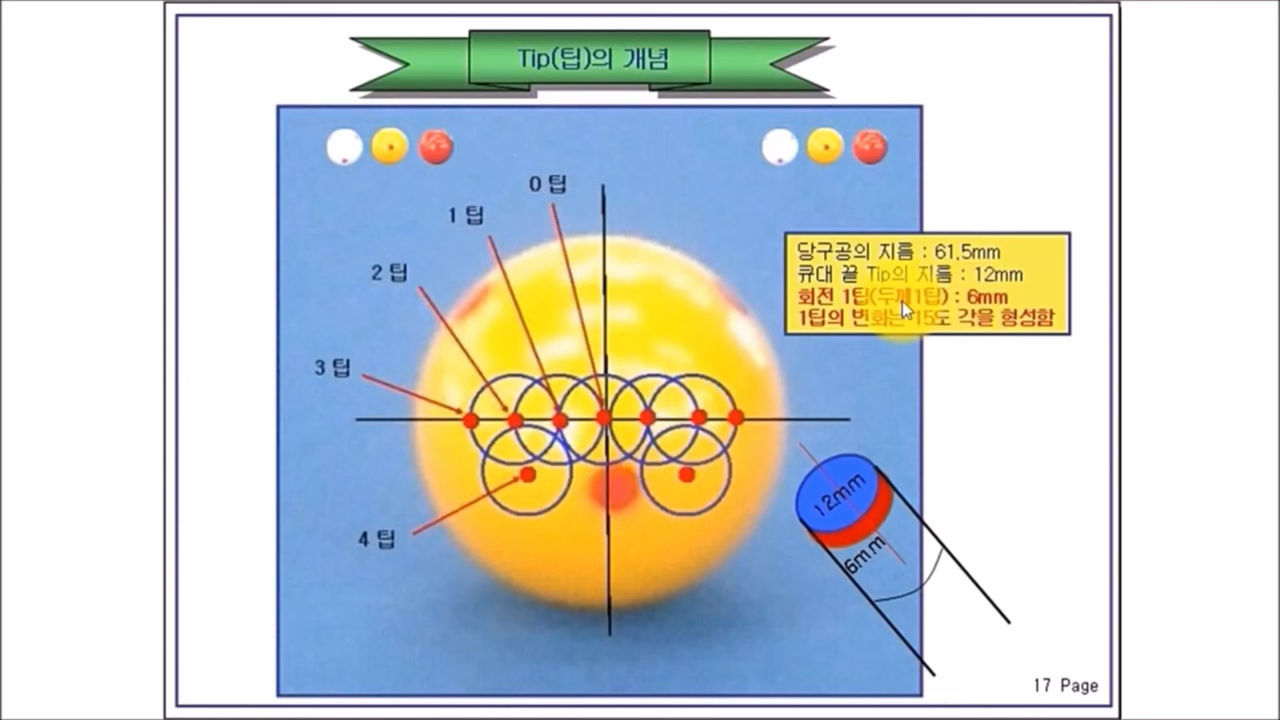 Tip(팁)의 개념
0 팁
1 팁
2 팁
3 팁
4 팁
당구공의 지름 : 61.5mm
큐대 끝 Tip의 지름 : 12mm
회전 1팁(두께1팁) : 6mm
1팁의 변화는 15도 각을 형성함
12mm
6mm
17 Page